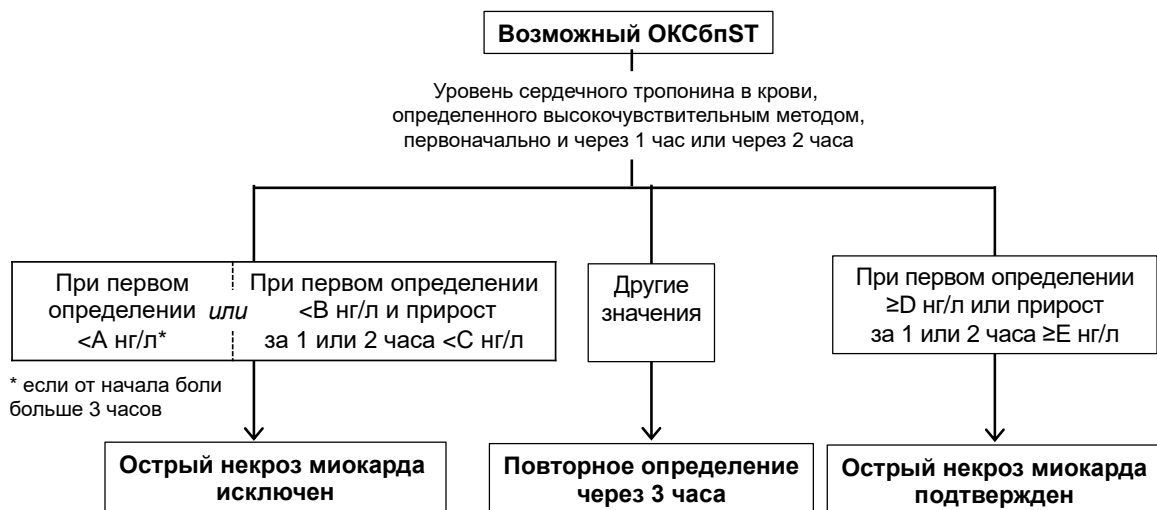 Возможный ОКСбпST
Уровень сердечного тропонина в крови,
определенного высокочувствительным методом,
первоначально и через 1 час или через 2 часа
При первом
определении
<A нг/л*
или
При первом определении
<B нг/л и прирост
за 1 или 2 часа <C нг/л
* если от начала боли
больше 3 часов
Другие
значения
При первом определении
≥D нг/л или прирост
за 1 или 2 часа ≥E нг/л
Острый некроз миокарда
исключен
Повторное определение
через 3 часа
Острый некроз миокарда
подтвержден